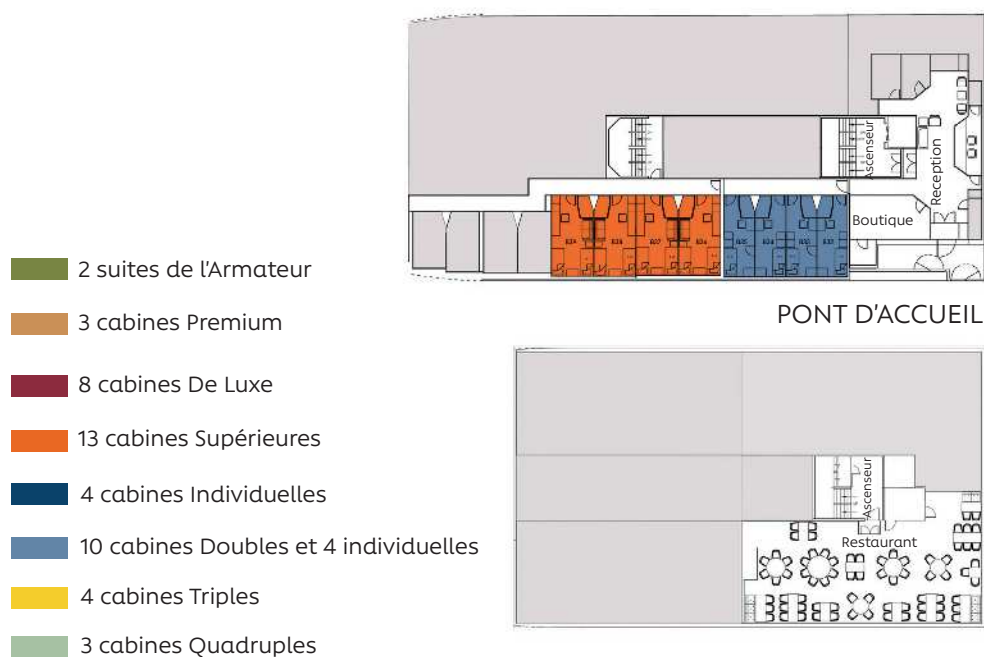 Ascenseur
Reception
Boutique
PONT D'ACCUEIL
2 suites de l'Armateur
3 cabines Premium
8 cabines De Luxe
13 cabines Supérieures
4 cabines Individuelles
10 cabines Doubles et 4 individuelles
4 cabines Triples
3 cabines Quadruples
Ascenseur
Restaurant